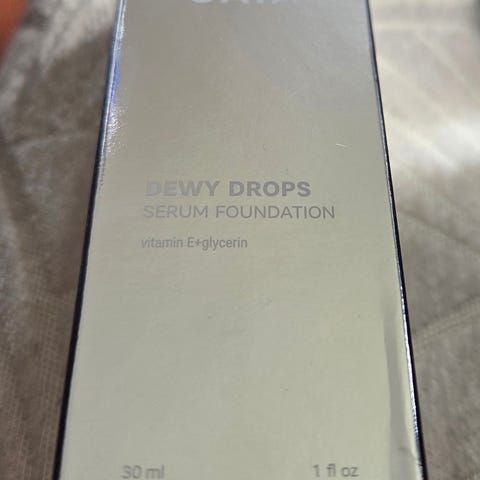 DEWY DROPS
SERUM FOUNDATION
vitamin E+glycerin
30 ml 1 fl oz